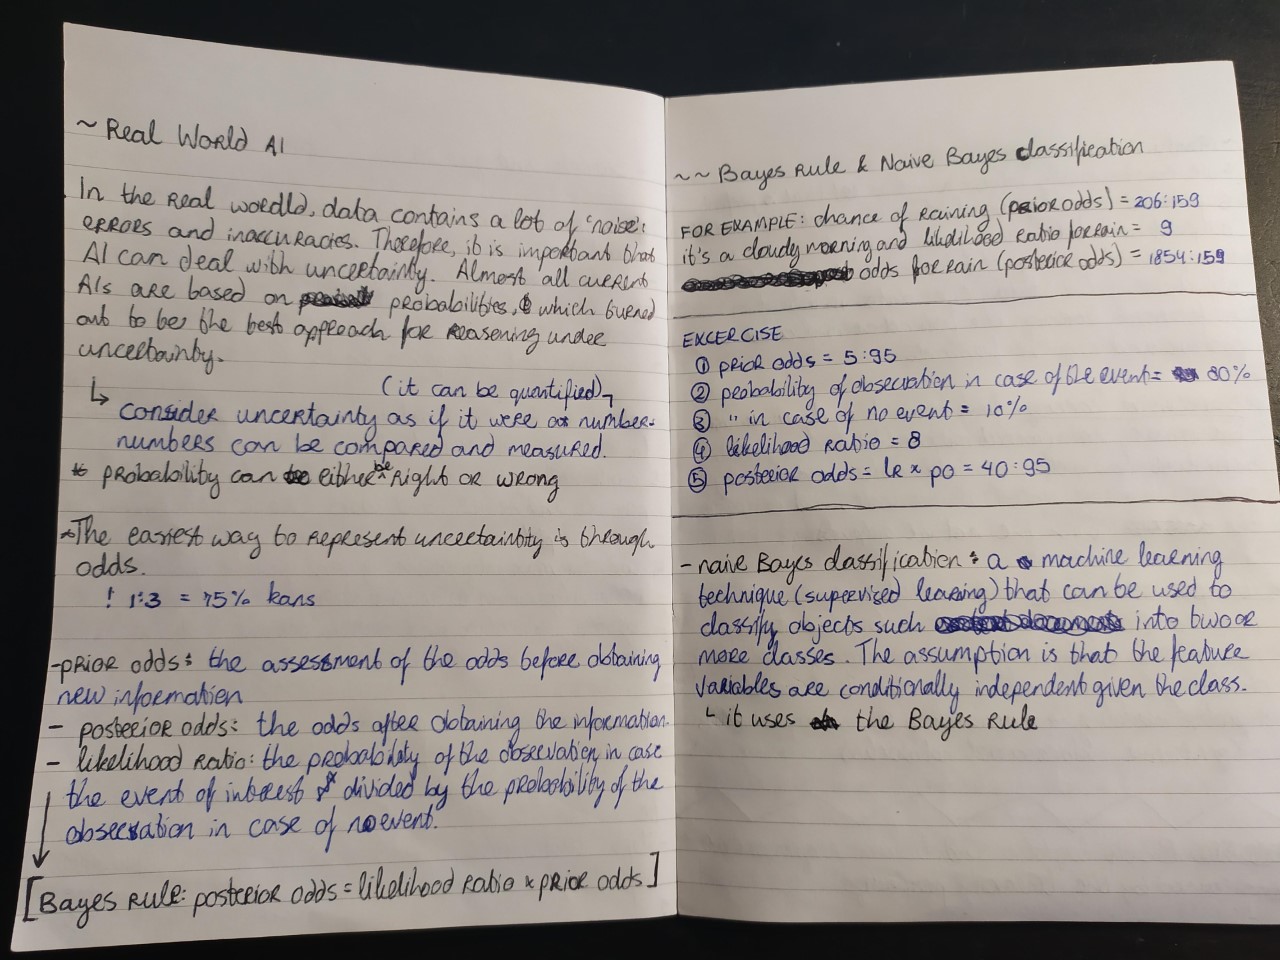 ~ Real World AI
In the Real woRdld, data contains a lot of 'noise':
errors and inaccuracies. Therefore, it is important that
AI can deal with uncertainty. Almost all current
AIs are based on probabilities, which turned
out to be the best approach for reasoning under
uncertainty.
(it can be quantified)
↳ consider uncertainty as if it were number:
numbers can be compared and measured.
* probability can either be right or wrong
*The easiest way to represent uncertaintity is through
odds.
! 1:3 = 75% kans
-prior odds: the assessment of the odds before obtaining
new information
- posterior odds: the odds after obtaining the information.
- likelihood ratio: the probability of the observation in case
the event of interest divided by the probability of the
observation in case of no event.
[Bayes rule: posterior odds = likelihood ratio x prior odds]
~ ~ Bayes rule & Naive Bayes classification
FOR EXAMPLE: chance of raining (prior odds) = 206:159
it's a cloudy morning and likelihood ratio for rain = 9
odds for rain (posterior odds) = 1854:159
EXCERCISE
① prior odds = 5:95
② probability of observation in case of the event = 80%
③ " in case of no event = 10%
④ likelihood ratio = 8
⑤ posterior odds = lr x po = 40:95
- naive Bayes classification: a machine learning
technique (supervised learning) that can be used to
classify objects such into two or
more classes. The assumption is that the feature
variables are conditionally independent given the class.
↳ it uses the Bayes Rule